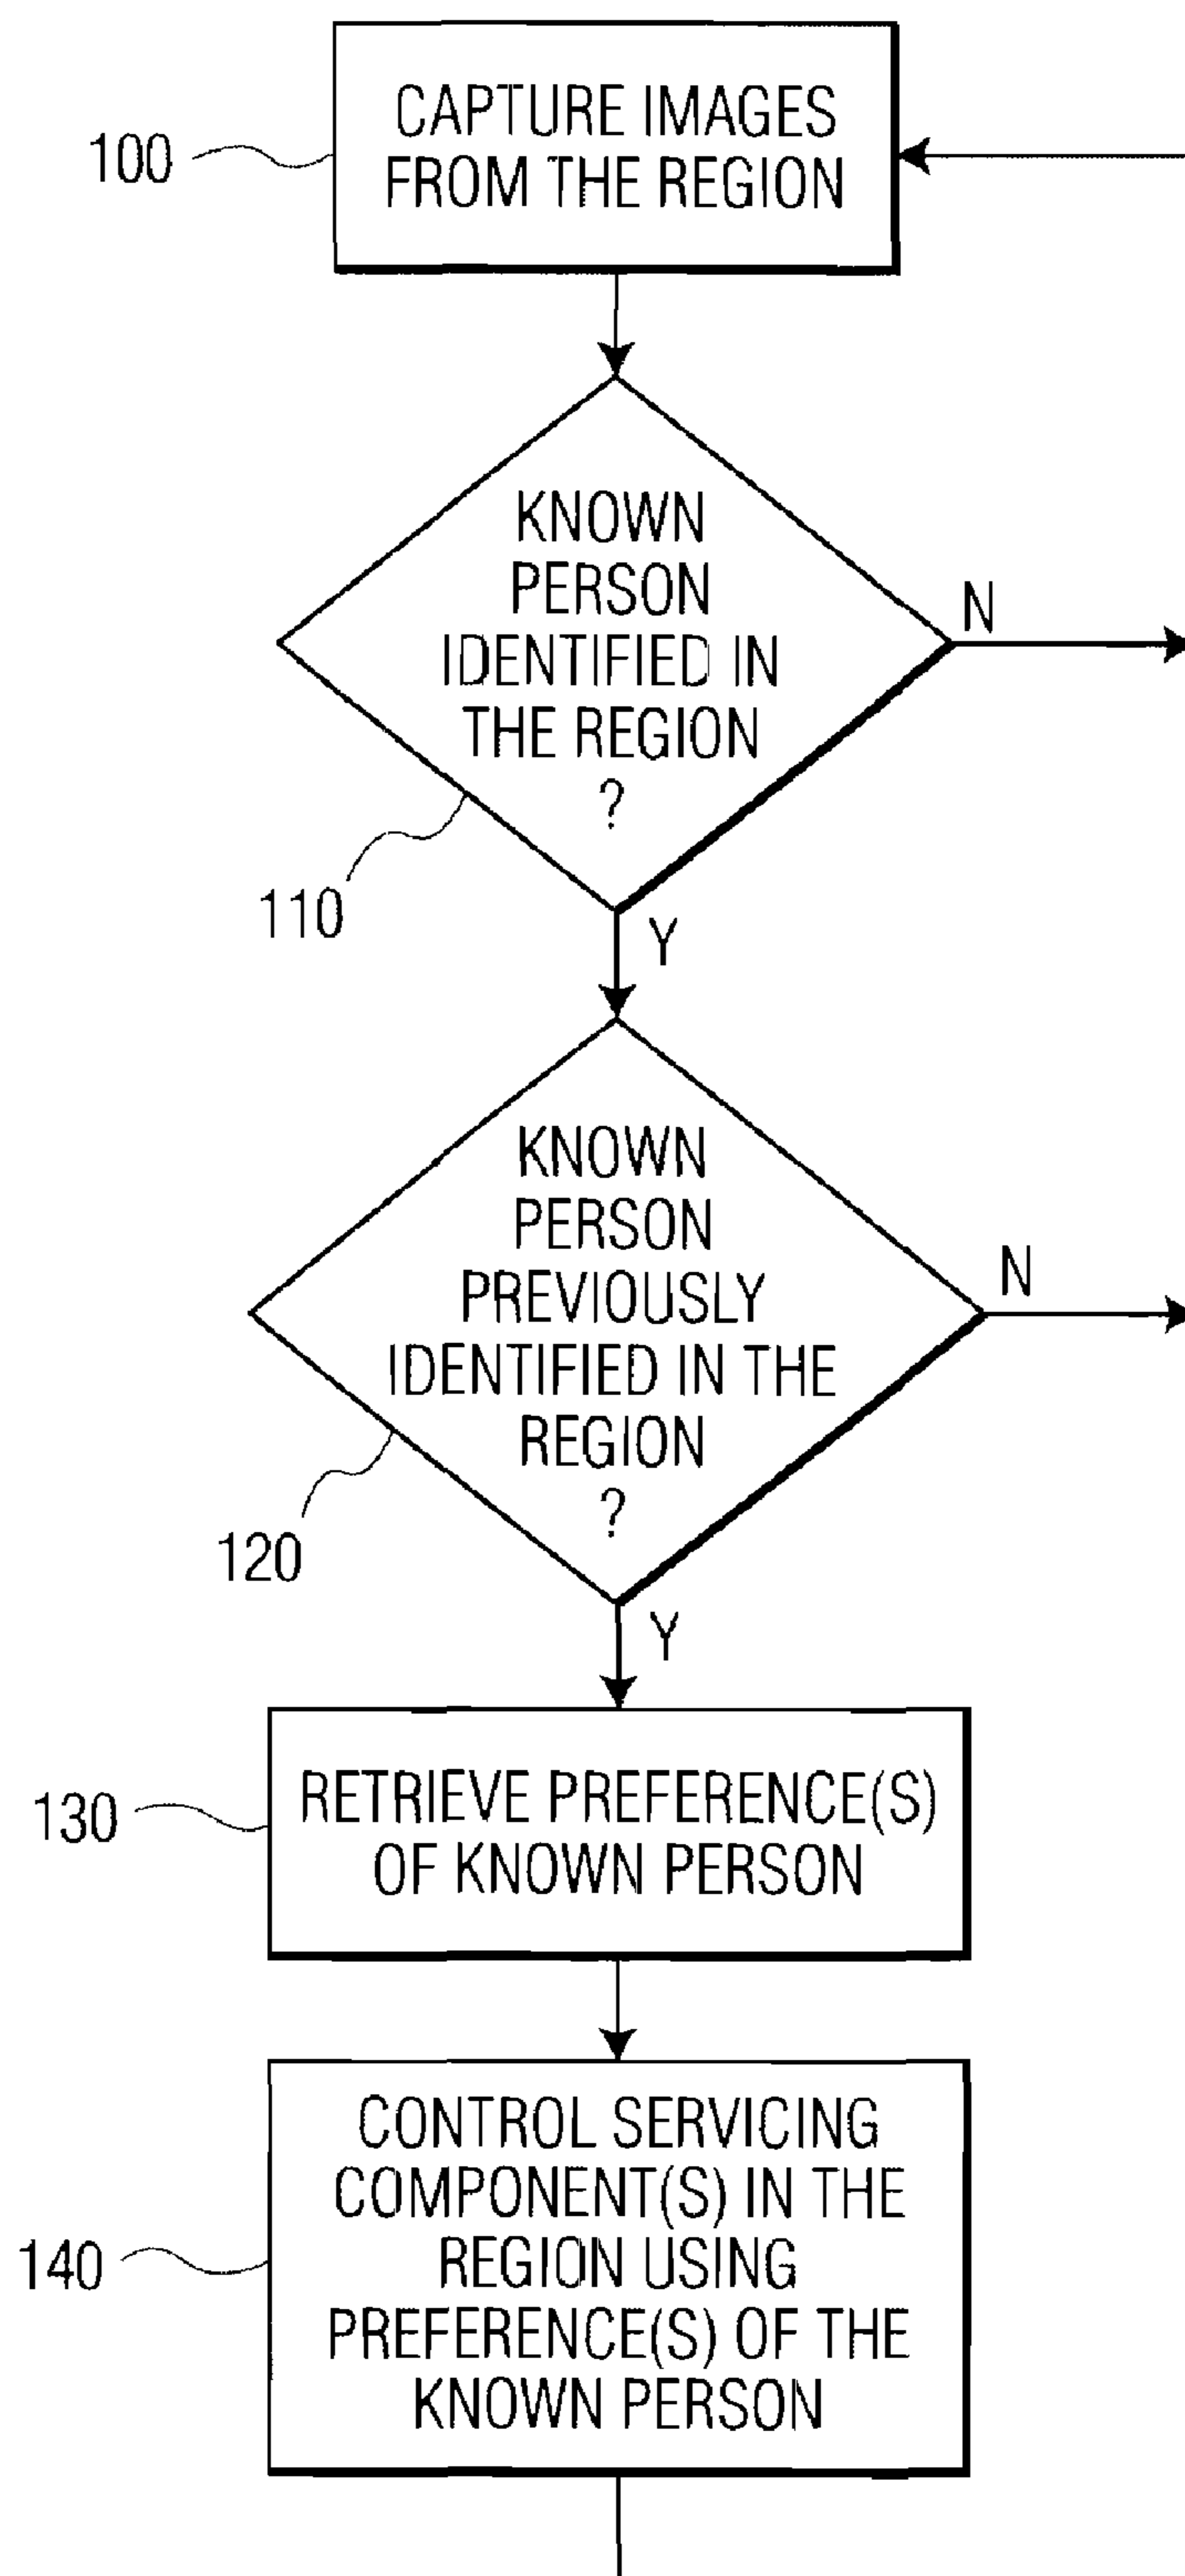 CAPTURE IMAGES
FROM THE REGION
100
KNOWN
PERSON
IDENTIFIED IN
THE REGION
?
N
110
Y
KNOWN
PERSON
PREVIOUSLY
IDENTIFIED IN THE
REGION
?
N
120
Y
RETRIEVE PREFERENCE(S)
OF KNOWN PERSON
130
CONTROL SERVICING
COMPONENT(S) IN THE
REGION USING
PREFERENCE(S) OF THE
KNOWN PERSON
140